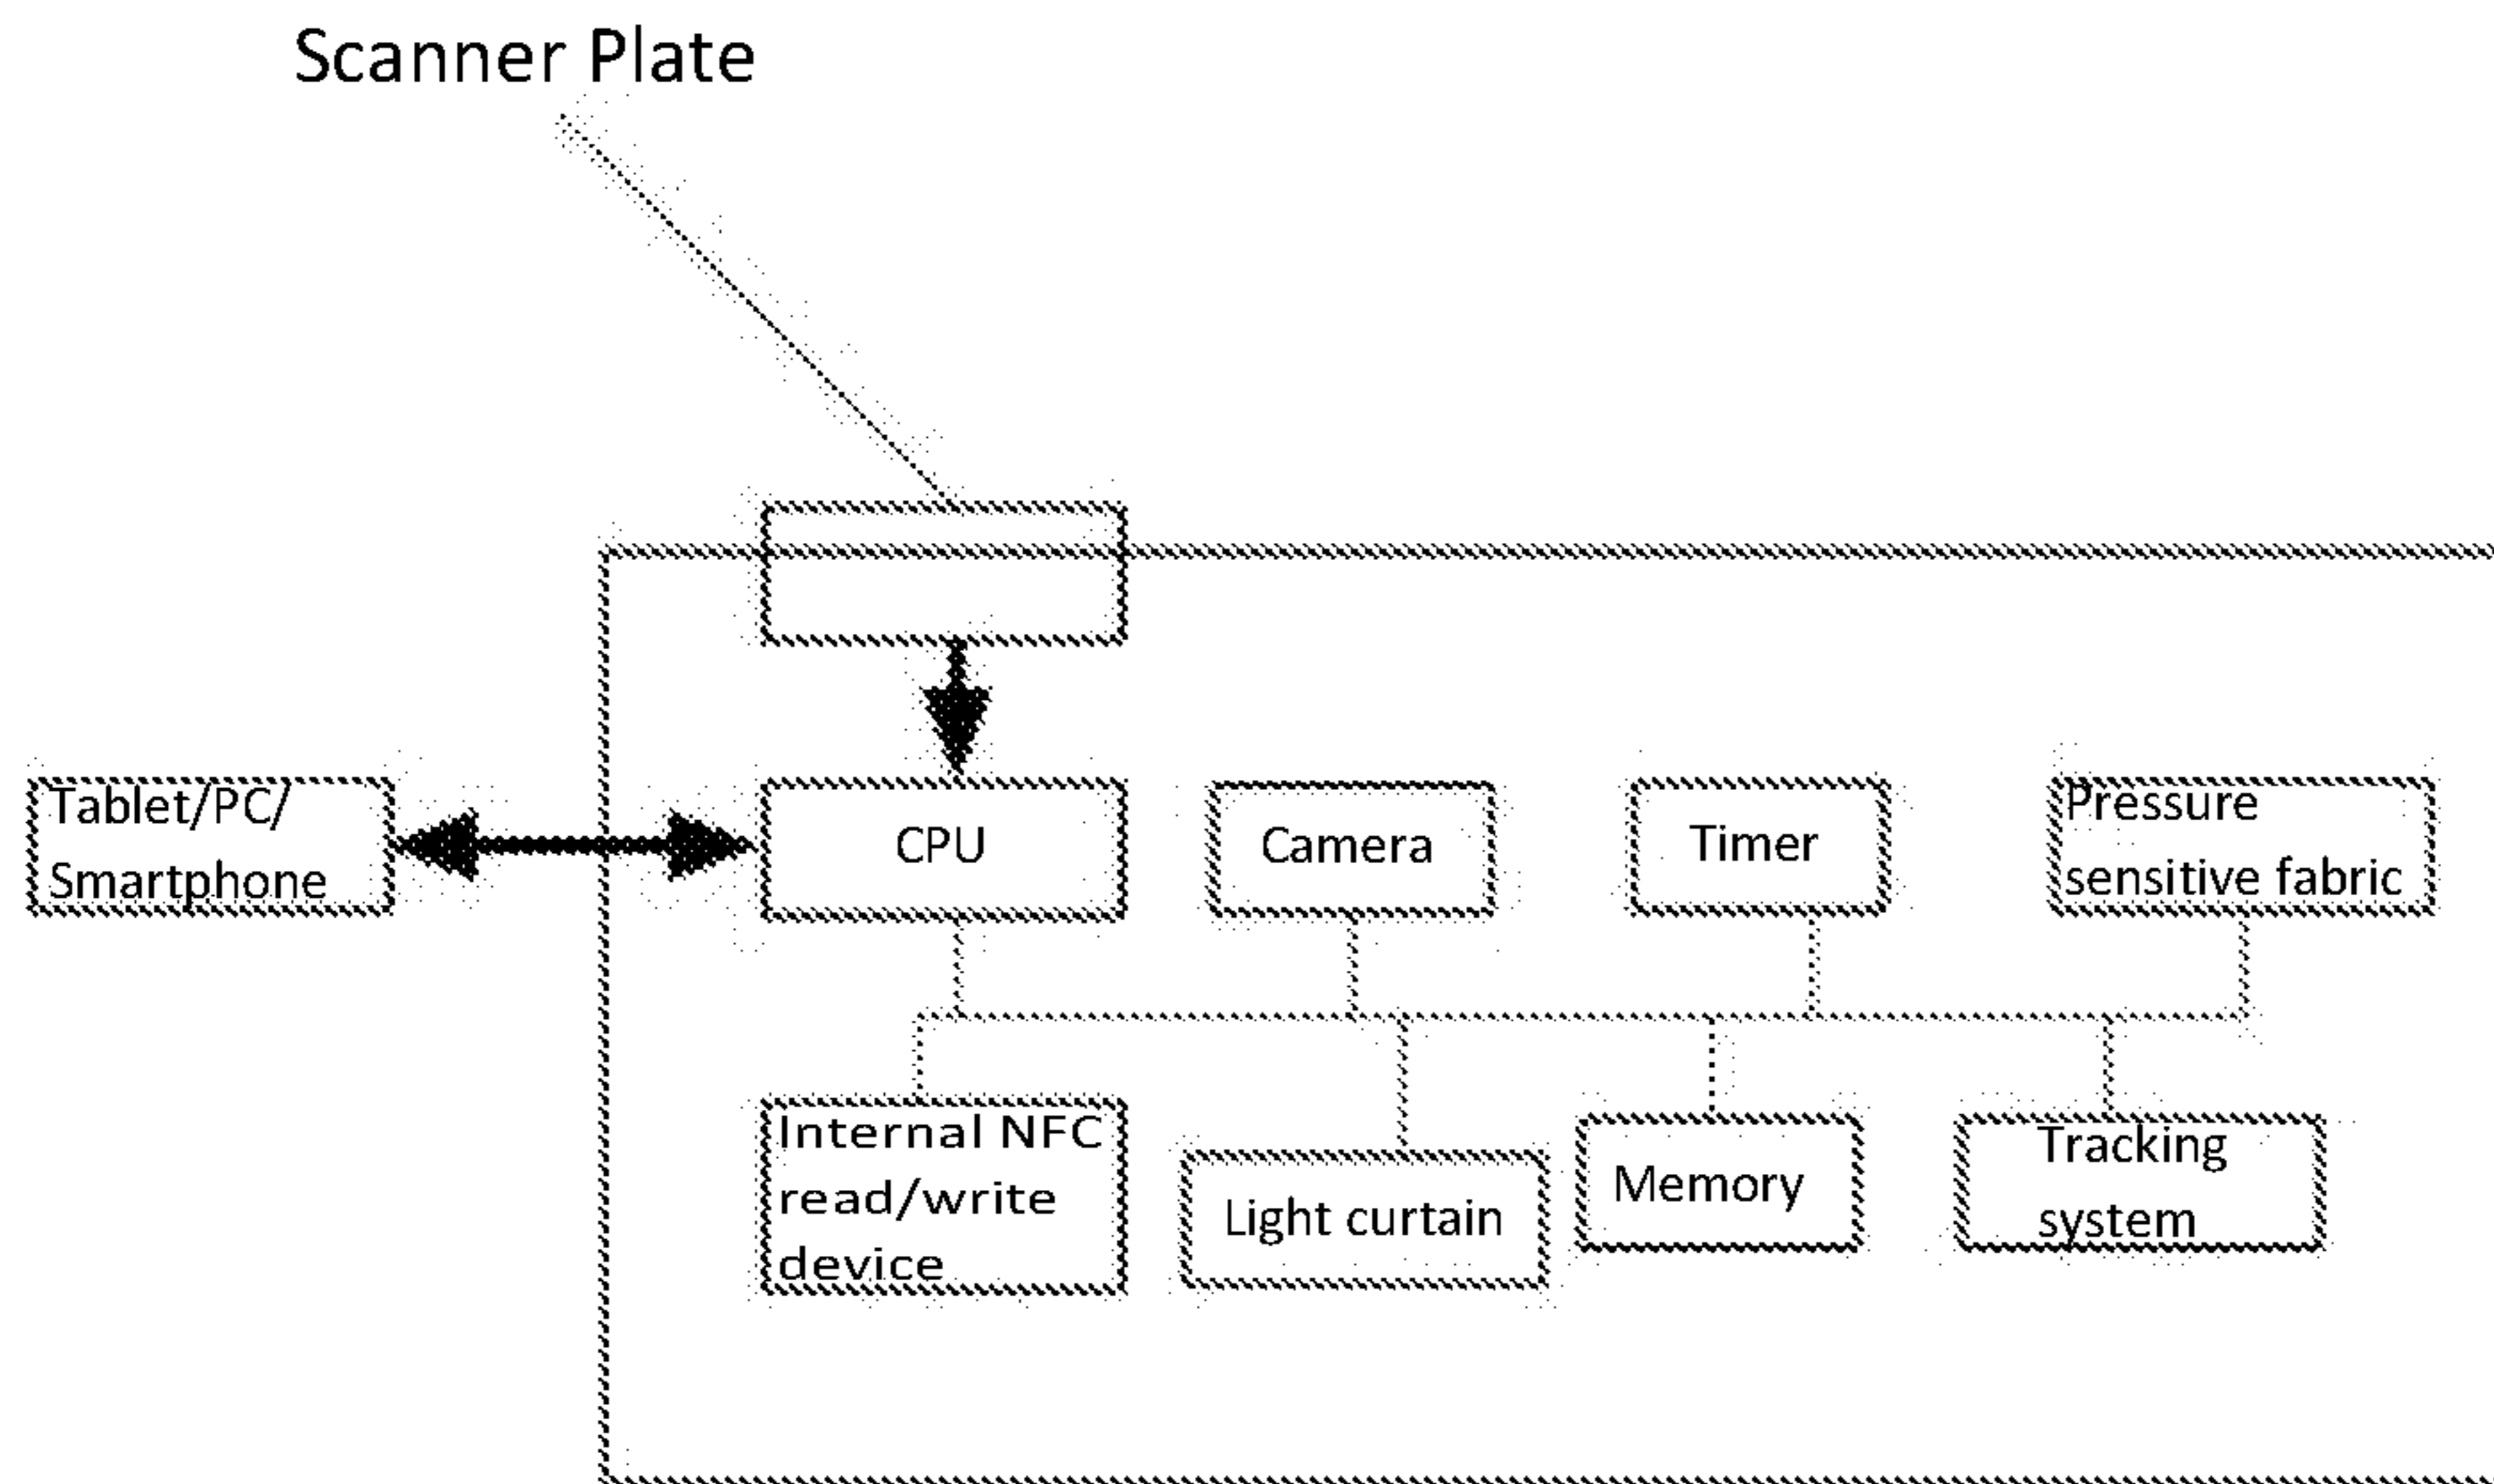 Scanner Plate
Tablet/PC/
Smartphone
CPU
Camera
Timer
Pressure
sensitive fabric
Internal NFC
read/write
device
Light curtain
Memory
Tracking
system